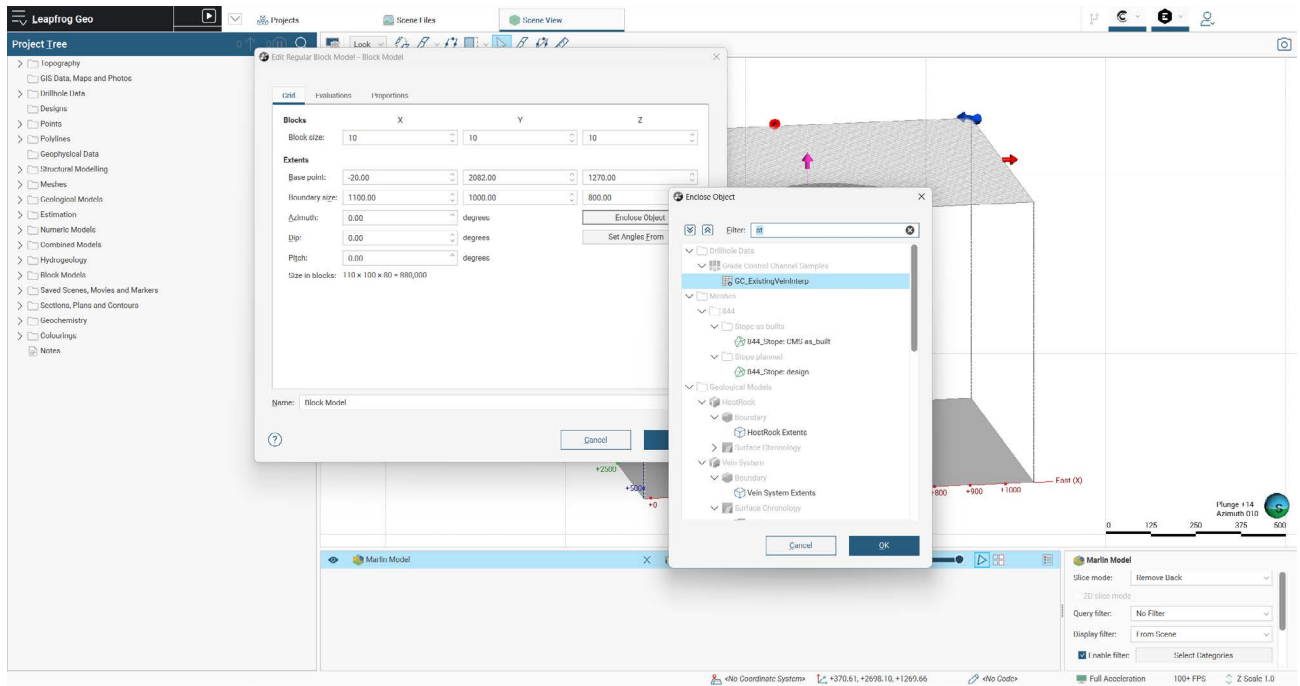 Leapfrog Geo
Projects
Scene Files
Scene View
Project Tree
Look
Topography
GIS Data, Maps and Photos
Drillhole Data
Designs
Points
Polylines
Geophysical Data
Structural Modelling
Meshes
Geological Models
Estimation
Numeric Models
Combined Models
Hydrogeology
Block Models
Saved Scenes, Movies and Markers
Sections, Plans and Contours
Geochemistry
Colourings
Notes
Edit Regular Block Model - Block Model
Grid Evaluations Proportions
Blocks X Y Z
Block size: 10 10 10
Extents
Base point: -20.00 2082.00 1270.00
Boundary size: 1100.00 1000.00 800.00
Azimuth: 0.00 degrees Enclose Object
Dip: 0.00 degrees Set Angles From
Pitch: 0.00 degrees
Size in blocks: 110 × 100 × 80 = 880,000
Name: Block Model
Cancel
Enclose Object
Filter: st
Drillhole Data
Grade Control Channel Samples
GC_ExistingVeinInterp
Meshes
844
Stope as builts
844_Stope: CMS as_built
Stope planned
844_Stope: design
Geological Models
HostRock
Boundary
HostRock Extents
Surface Chronology
Vein System
Boundary
Vein System Extents
Surface Chronology
Cancel OK
+2500
+500
+0
+800 +900 +1000
East (X)
Plunge +14
Azimuth 010
S
0 125 250 375 500
Marlin Model
Marlin Model
Slice mode: Remove Back
2D slice mode
Query filter: No Filter
Display filter: From Scene
Enable filter: Select Categories
<No Coordinate System> +370.61, +2698.10, +1269.66 <No Code> Full Acceleration 100+ FPS Z Scale 1.0